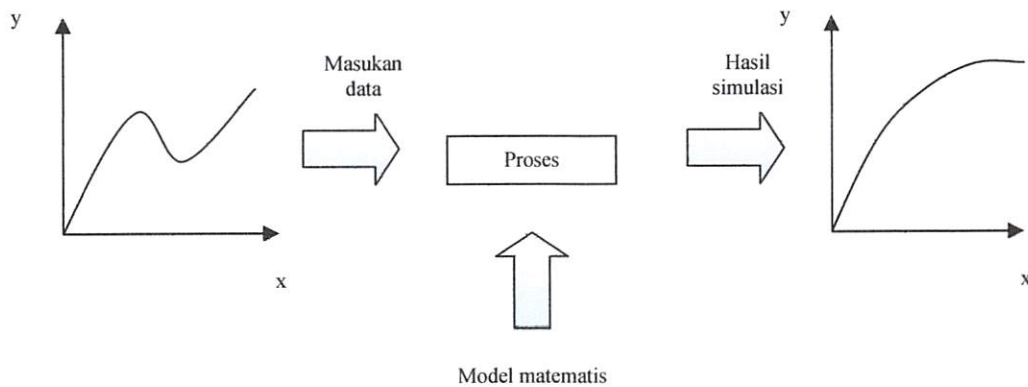 y
Masukan
data
x
Proses
Model matematis
Hasil
simulasi
y
x